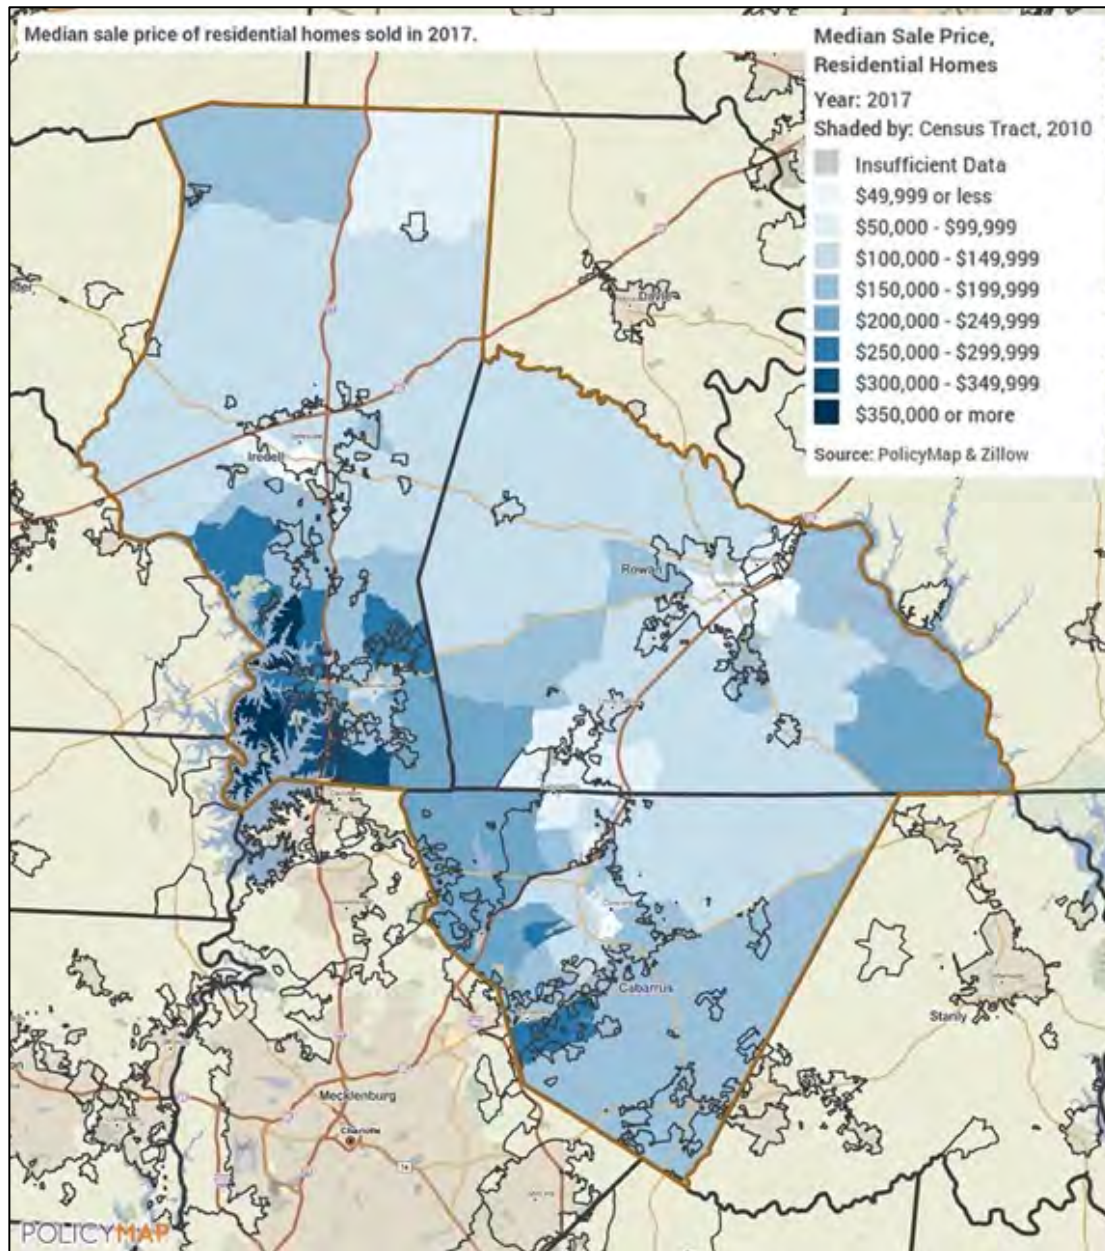 Median sale price of residential homes sold in 2017.
Median Sale Price,
Residential Homes
Year: 2017
Shaded by: Census Tract, 2010
Insufficient Data
$49,999 or less
$50,000 - $99,999
$100,000 - $149,999
$150,000 - $199,999
$200,000 - $249,999
$250,000 - $299,999
$300,000 - $349,999
$350,000 or more
Source: PolicyMap & Zillow
Davie
Iredell
Rowan
Cabarrus
Stanly
Mecklenburg
Charlotte
POLICYMAP